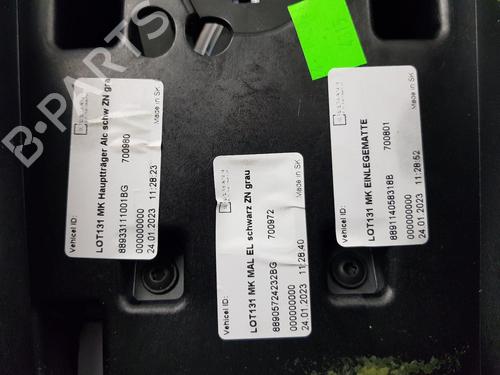 B-PARTS
Vehicel ID:
LOT131 MK Hauptträger Alc schw ZN grau
88933111001BG 700980
000000000
24.01.2023 11:28:23
Made in SK
Vehicel ID:
LOT131 MK MAL EL schwarz ZN grau
88905724232BG 700972
000000000
24.01.2023 11:28:40
Made in SK
Vehicel ID:
LOT131 MK EINLEGEMATTE
88911405831BB 700801
000000000
24.01.2023 11:28:52
Made in SK